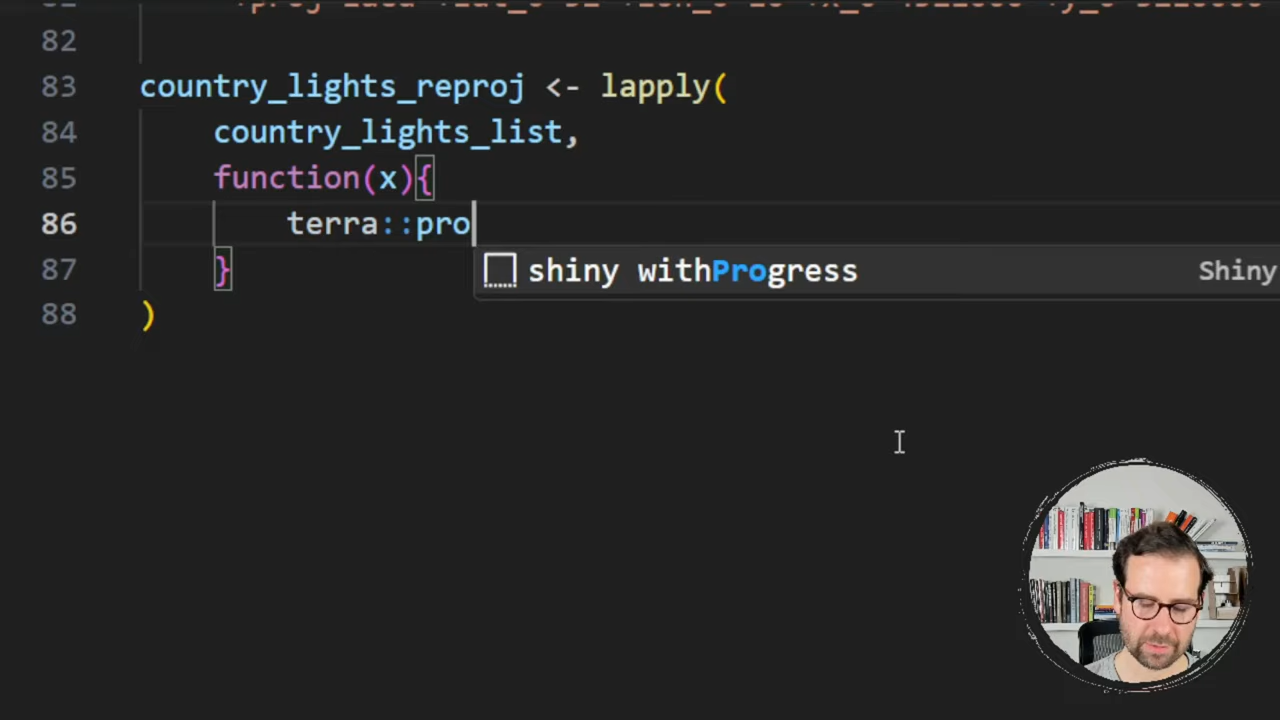 82
83 country_lights_reproj <- lapply(
84 country_lights_list,
85 function(x){
86 terra::pro
shiny withProgress Shiny
87 }
88 )